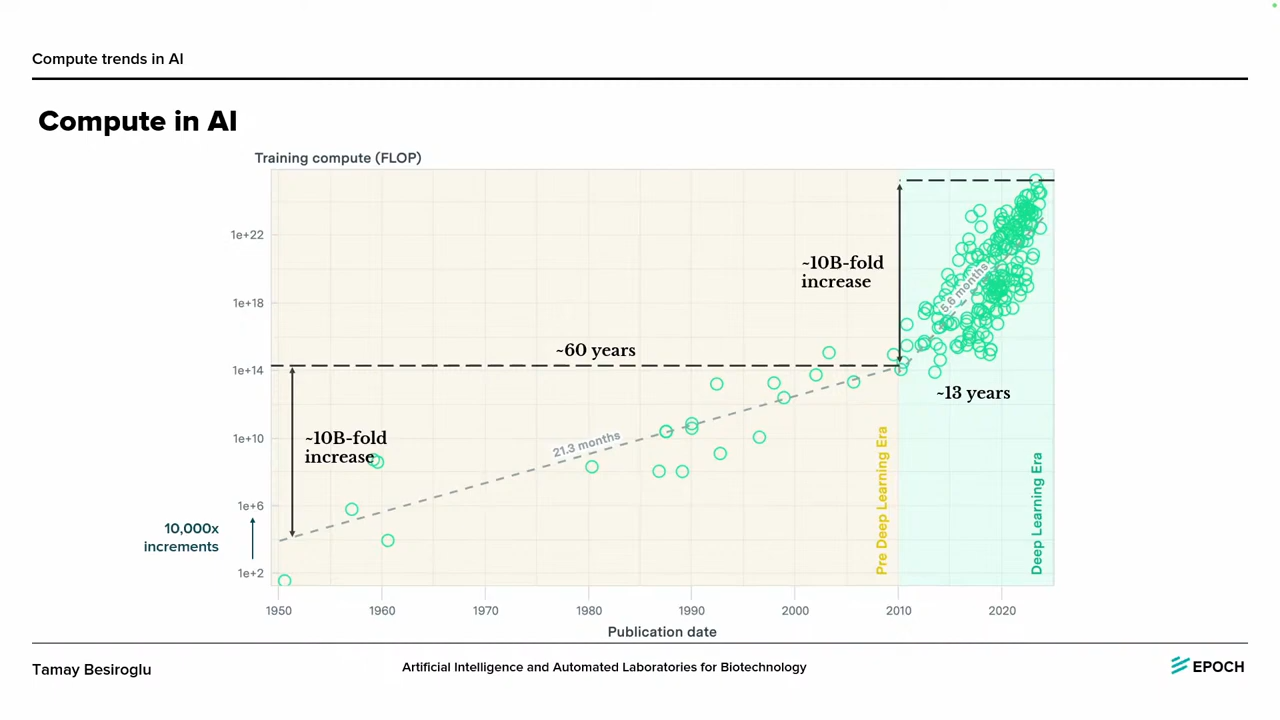 Compute trends in AI
Compute in AI
Training compute (FLOP)
1e+22
1e+18
1e+14
1e+10
1e+6
1e+2
10,000x
increments
~10B-fold
increase
~60 years
21.3 months
~10B-fold
increase
5.6 months
~13 years
Pre Deep Learning Era
Deep Learning Era
1950
1960
1970
1980
1990
2000
2010
2020
Publication date
Tamay Besiroglu
Artificial Intelligence and Automated Laboratories for Biotechnology
EPOCH